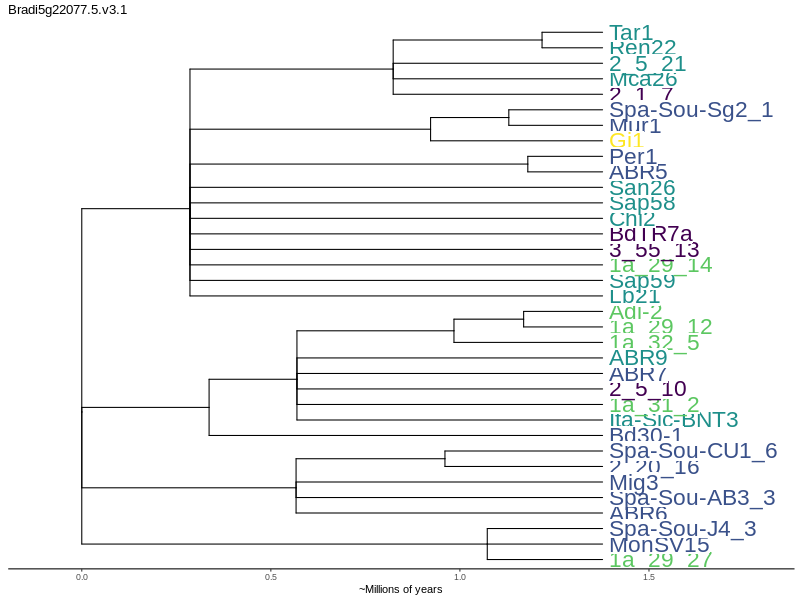 Bradi5g22077.5.v3.1
Tar1
Ren22
2_5_21
Mca26
2_1_7
Spa-Sou-Sg2_1
Mur1
Gi1
Per1
ABR5
San26
Sap58
Chi2
BdTR7a
3_55_13
1a_29_14
Sap59
Lb21
Adi-2
1a_29_12
1a_32_5
ABR9
ABR7
2_5_10
1a_31_2
Ita-Sic-BNT3
Bd30-1
Spa-Sou-CU1_6
2_20_16
Mig3
Spa-Sou-AB3_3
ABR6
Spa-Sou-J4_3
MonSV15
1a_29_27
0.0 0.5 1.0 1.5
~Millions of years